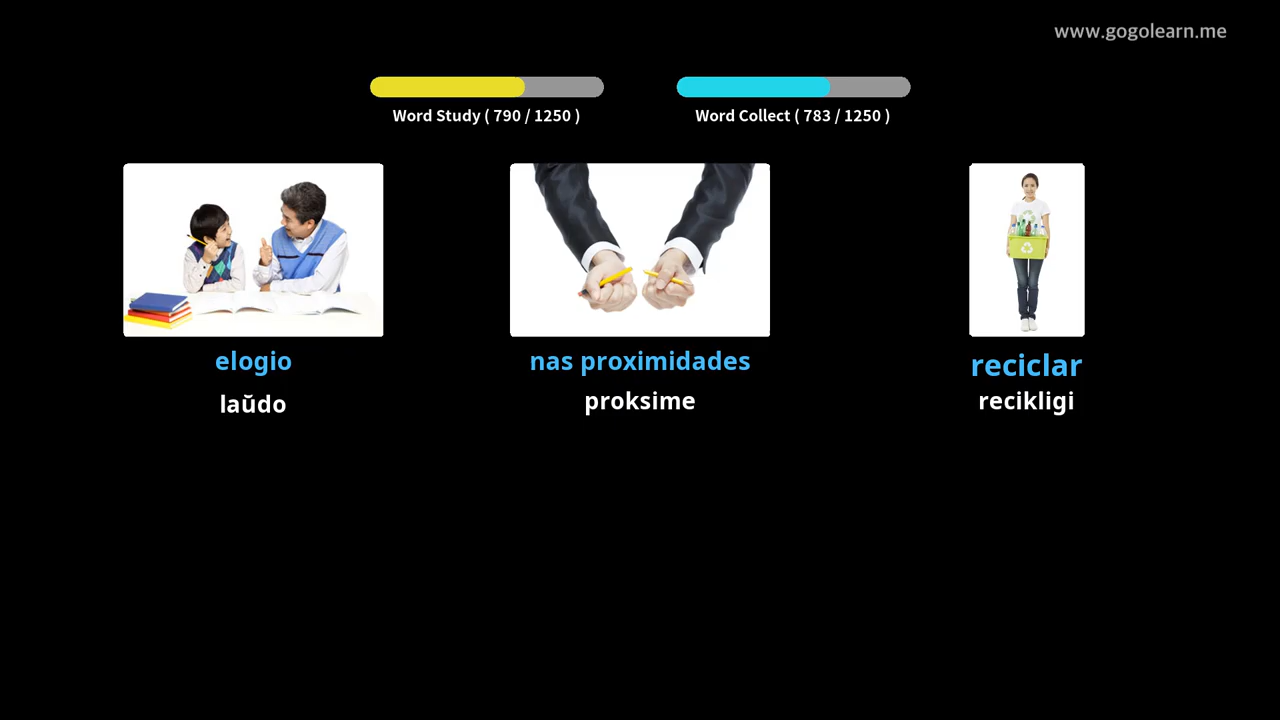 www.gogolearn.me
Word Study ( 790 / 1250 )
Word Collect ( 783 / 1250 )
elogio
laŭdo
nas proximidades
proksime
reciclar
recikligi